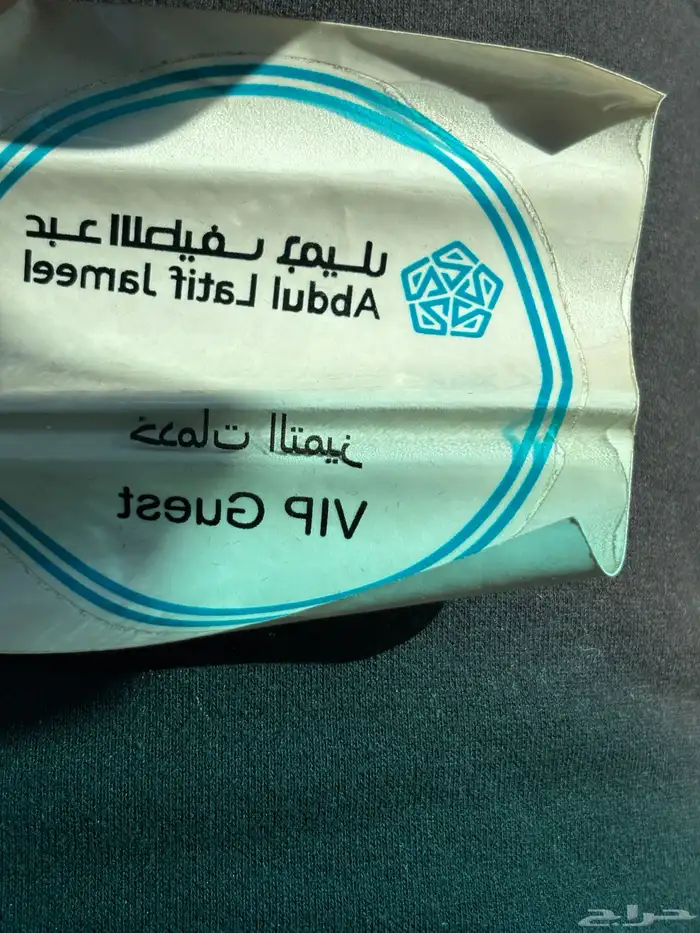 عبد اللطيف جميل
Abdul Latif Jameel
خدمات التميز
VIP Guest
حراج